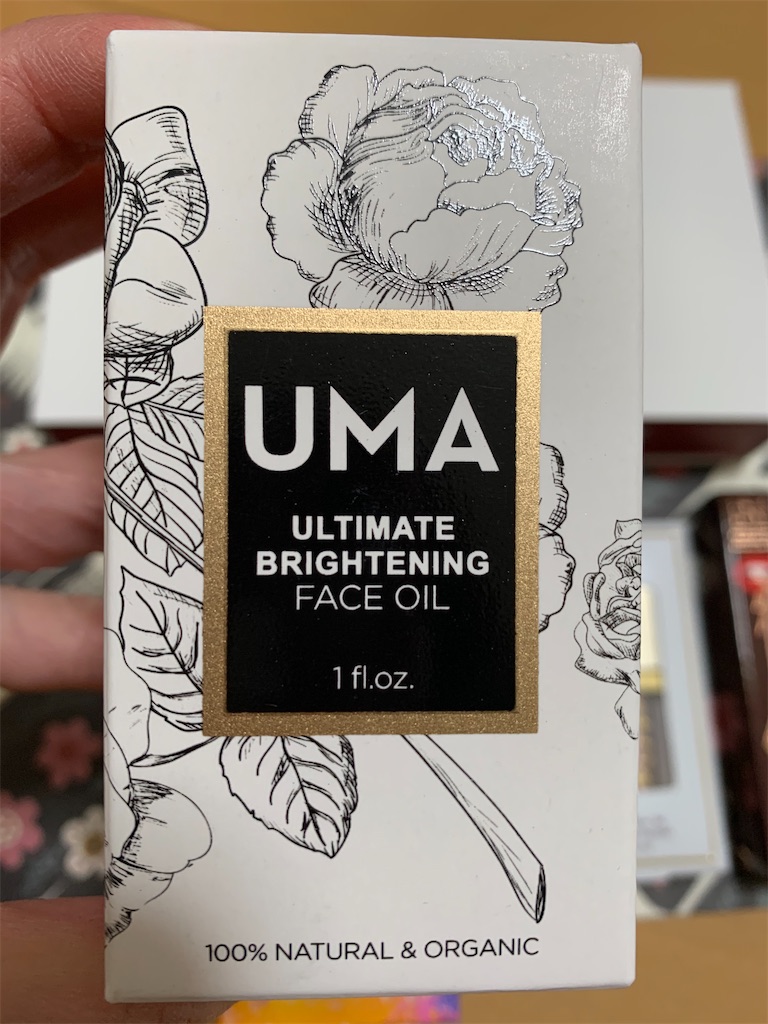 UMA
ULTIMATE
BRIGHTENING
FACE OIL
1 fl.oz.
100% NATURAL & ORGANIC